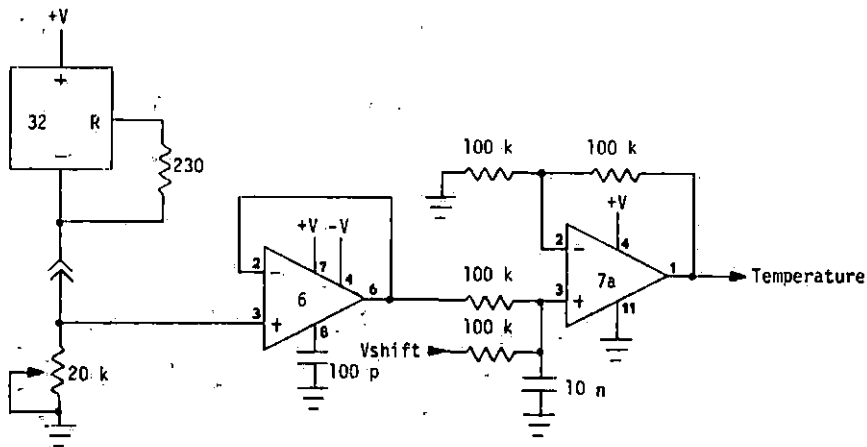 +V
+
32 R
−
230
20 k
+V -V
2 − 7 4
6 6
3 +
8
100 p
100 k 100 k
+V
2 − 4
7a 1 Temperature
3 +
11
100 k
100 k
Vshift
10 n